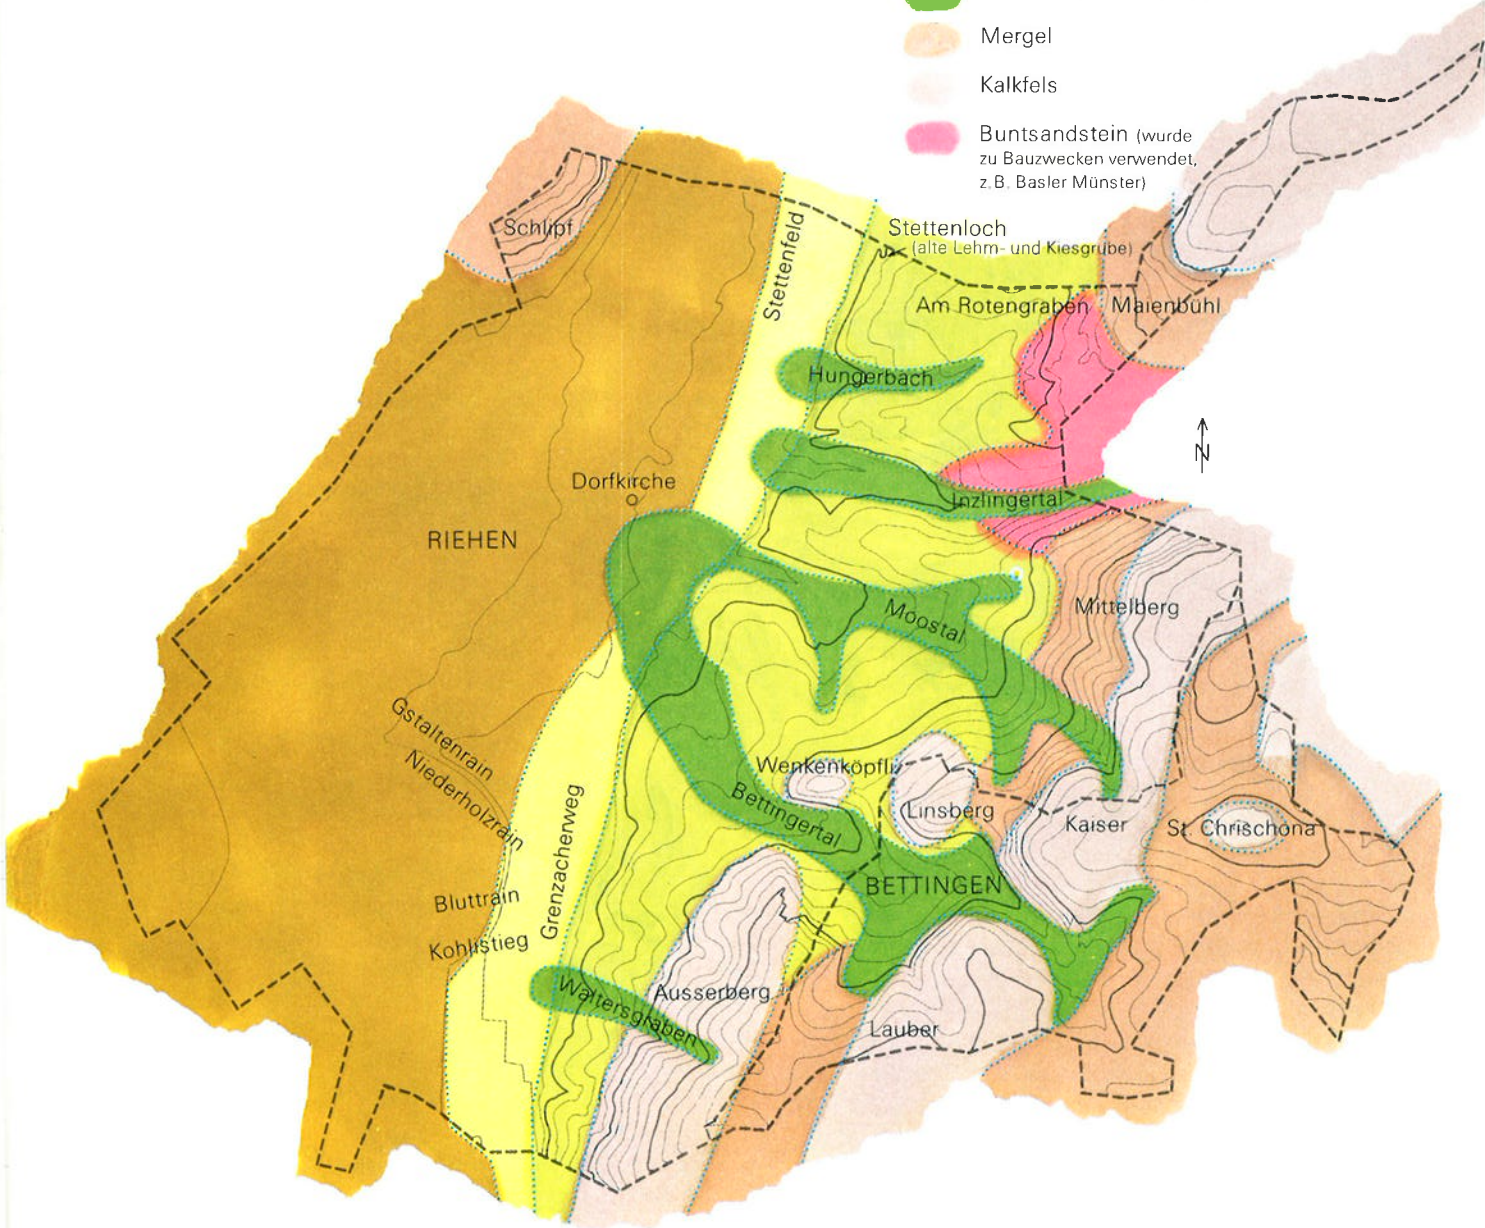 Mergel
Kalkfels
Buntsandstein (wurde
zu Bauzwecken verwendet,
z.B. Basler Münster)
Schlipf
Stettenfeld
Stettenloch
(alte Lehm- und Kiesgrube)
Am Rotengraben
Maienbühl
Hungerbach
N
Dorfkirche
Inzlingertal
RIEHEN
Moostal
Mittelberg
Gstaltenrain
Niederholzrain
Wenkenköpfli
Bettingertal
Linsberg
Kaiser
St. Chrischona
Grenzacherweg
BETTINGEN
Bluttrain
Kohlistieg
Waltersgraben
Ausserberg
Lauber